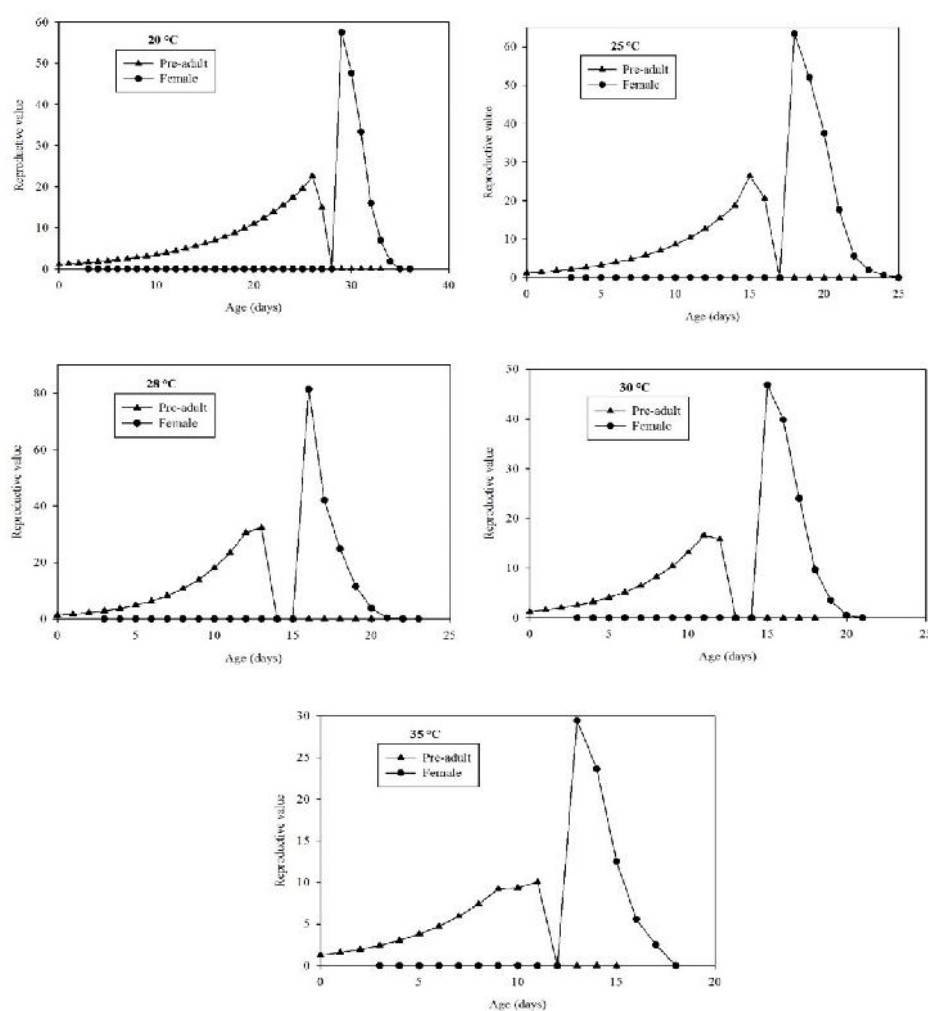 20 °C
Pre-adult
Female
Reproductive value
60
50
40
30
20
10
0
0 10 20 30 40
Age (days)
25 °C
Pre-adult
Female
Reproductive value
60
50
40
30
20
10
0
0 5 10 15 20 25
Age (days)
28 °C
Pre-adult
Female
Reproductive value
80
60
40
20
0
0 5 10 15 20 25
Age (days)
30 °C
Pre-adult
Female
Reproductive value
50
40
30
20
10
0
0 5 10 15 20 25
Age (days)
35 °C
Pre-adult
Female
Reproductive value
30
25
20
15
10
5
0
0 5 10 15 20
Age (days)